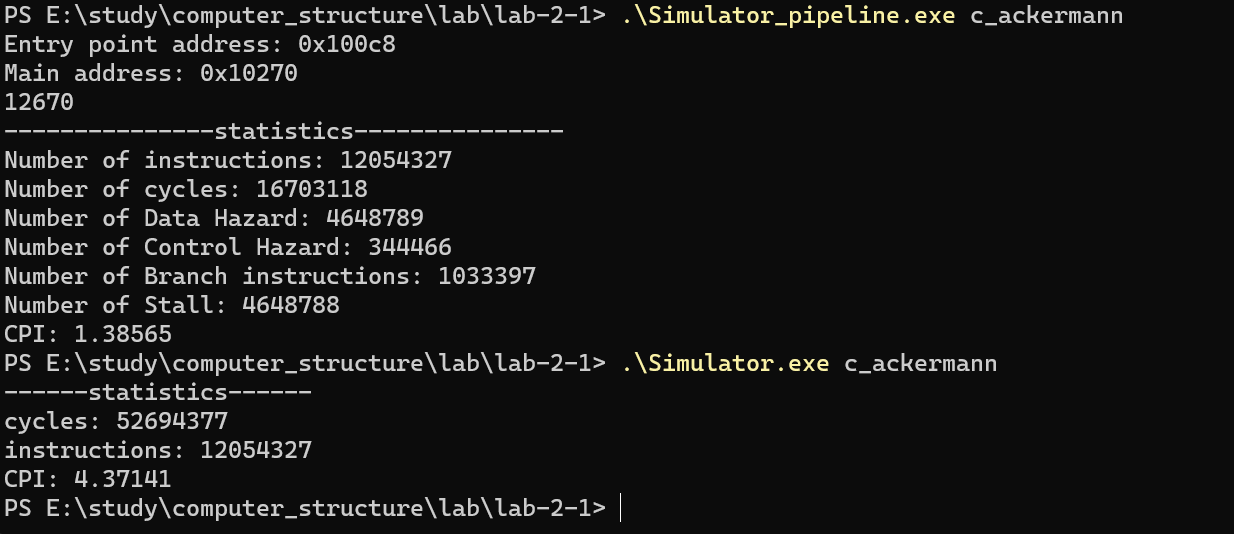 PS E:\study\computer_structure\lab\lab-2-1> .\Simulator_pipeline.exe c_ackermann
Entry point address: 0x100c8
Main address: 0x10270
12670
---------------statistics---------------
Number of instructions: 12054327
Number of cycles: 16703118
Number of Data Hazard: 4648789
Number of Control Hazard: 344466
Number of Branch instructions: 1033397
Number of Stall: 4648788
CPI: 1.38565
PS E:\study\computer_structure\lab\lab-2-1> .\Simulator.exe c_ackermann
------statistics------
cycles: 52694377
instructions: 12054327
CPI: 4.37141
PS E:\study\computer_structure\lab\lab-2-1>